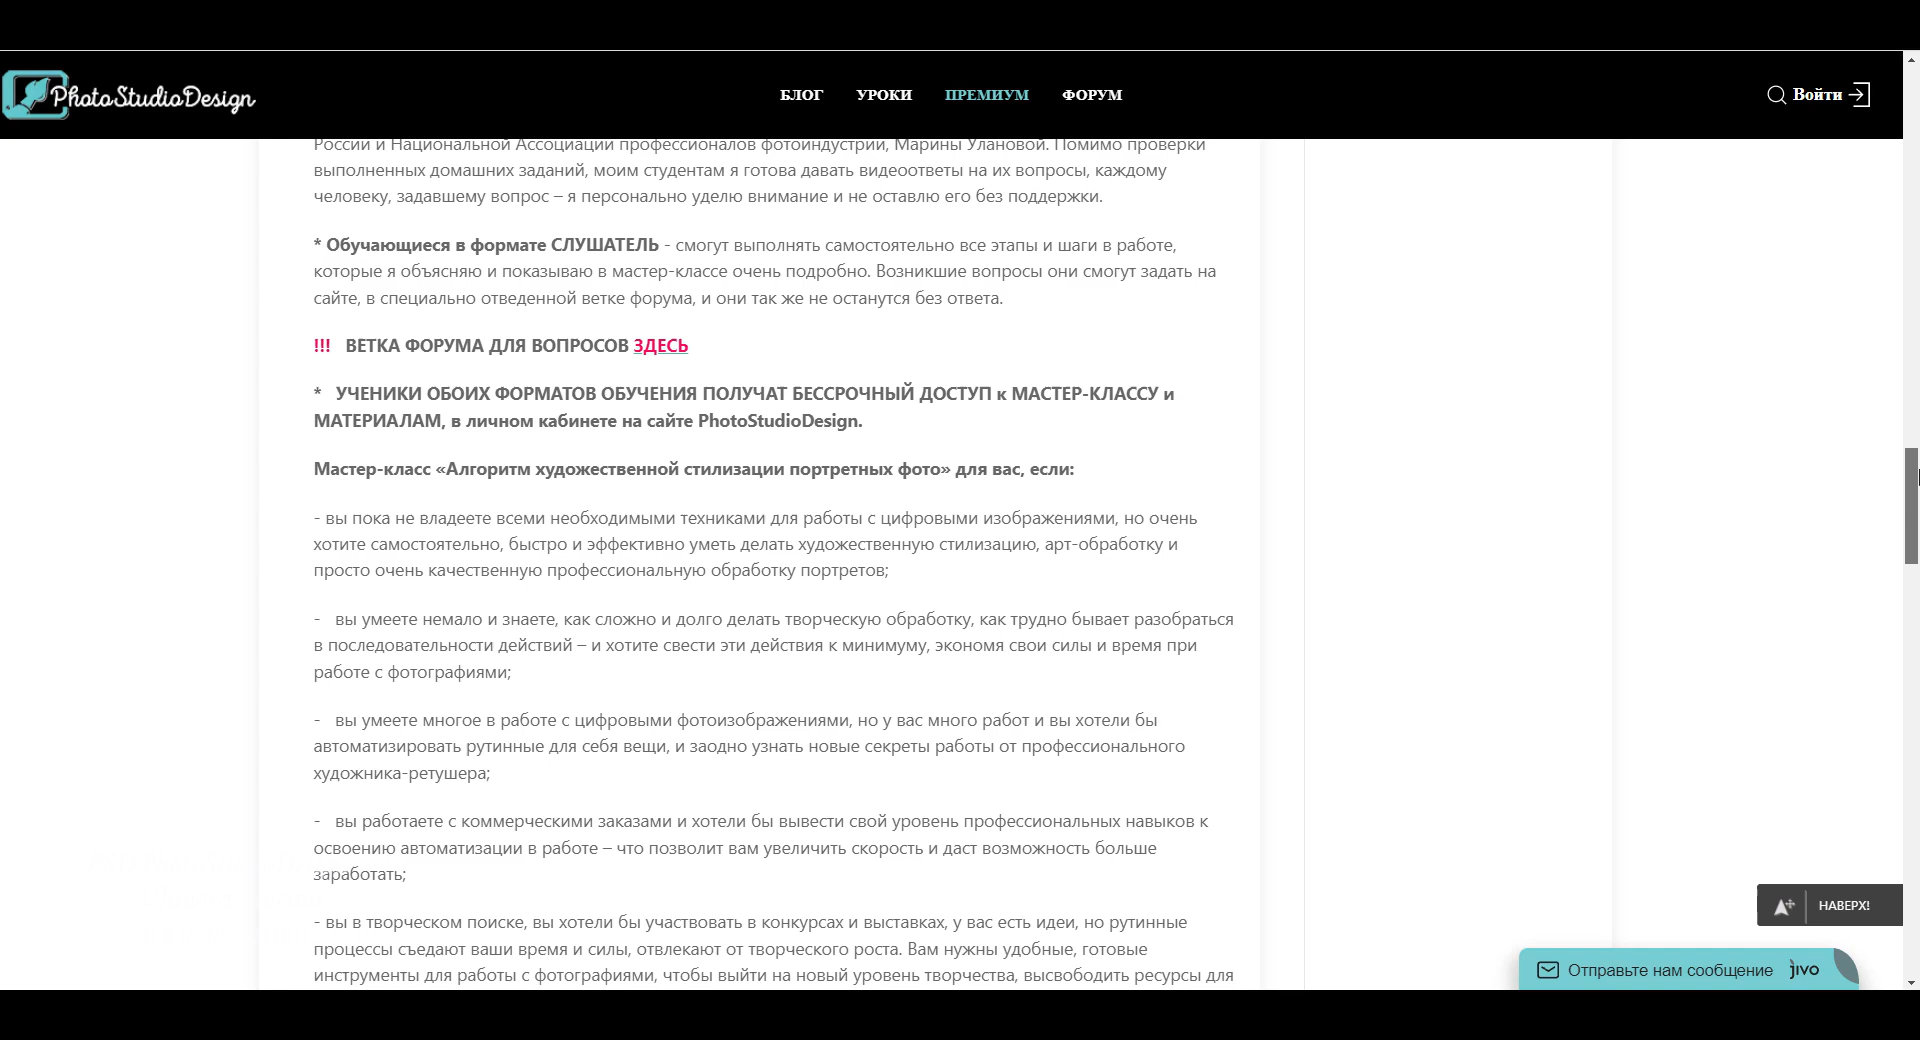 PhotoStudioDesign
БЛОГ УРОКИ ПРЕМИУМ ФОРУМ
Войти
России и Национальной Ассоциации профессионалов фотоиндустрии, Марины Улановой. Помимо проверки
выполненных домашних заданий, моим студентам я готова давать видеоответы на их вопросы, каждому
человеку, задавшему вопрос – я персонально уделю внимание и не оставлю его без поддержки.
* Обучающиеся в формате СЛУШАТЕЛЬ - смогут выполнять самостоятельно все этапы и шаги в работе,
которые я объясняю и показываю в мастер-классе очень подробно. Возникшие вопросы они смогут задать на
сайте, в специально отведенной ветке форума, и они так же не останутся без ответа.
!!! ВЕТКА ФОРУМА ДЛЯ ВОПРОСОВ ЗДЕСЬ
* УЧЕНИКИ ОБОИХ ФОРМАТОВ ОБУЧЕНИЯ ПОЛУЧАТ БЕССРОЧНЫЙ ДОСТУП к МАСТЕР-КЛАССУ и
МАТЕРИАЛАМ, в личном кабинете на сайте PhotoStudioDesign.
Мастер-класс «Алгоритм художественной стилизации портретных фото» для вас, если:
- вы пока не владеете всеми необходимыми техниками для работы с цифровыми изображениями, но очень
хотите самостоятельно, быстро и эффективно уметь делать художественную стилизацию, арт-обработку и
просто очень качественную профессиональную обработку портретов;
- вы умеете немало и знаете, как сложно и долго делать творческую обработку, как трудно бывает разобраться
в последовательности действий – и хотите свести эти действия к минимуму, экономя свои силы и время при
работе с фотографиями;
- вы умеете многое в работе с цифровыми фотоизображениями, но у вас много работ и вы хотели бы
автоматизировать рутинные для себя вещи, и заодно узнать новые секреты работы от профессионального
художника-ретушера;
- вы работаете с коммерческими заказами и хотели бы вывести свой уровень профессиональных навыков к
освоению автоматизации в работе – что позволит вам увеличить скорость и даст возможность больше
заработать;
- вы в творческом поиске, вы хотели бы участвовать в конкурсах и выставках, у вас есть идеи, но рутинные
процессы съедают ваши время и силы, отвлекают от творческого роста. Вам нужны удобные, готовые
инструменты для работы с фотографиями, чтобы выйти на новый уровень творчества, высвободить ресурсы для
НАВЕРХ!
Отправьте нам сообщение jivo